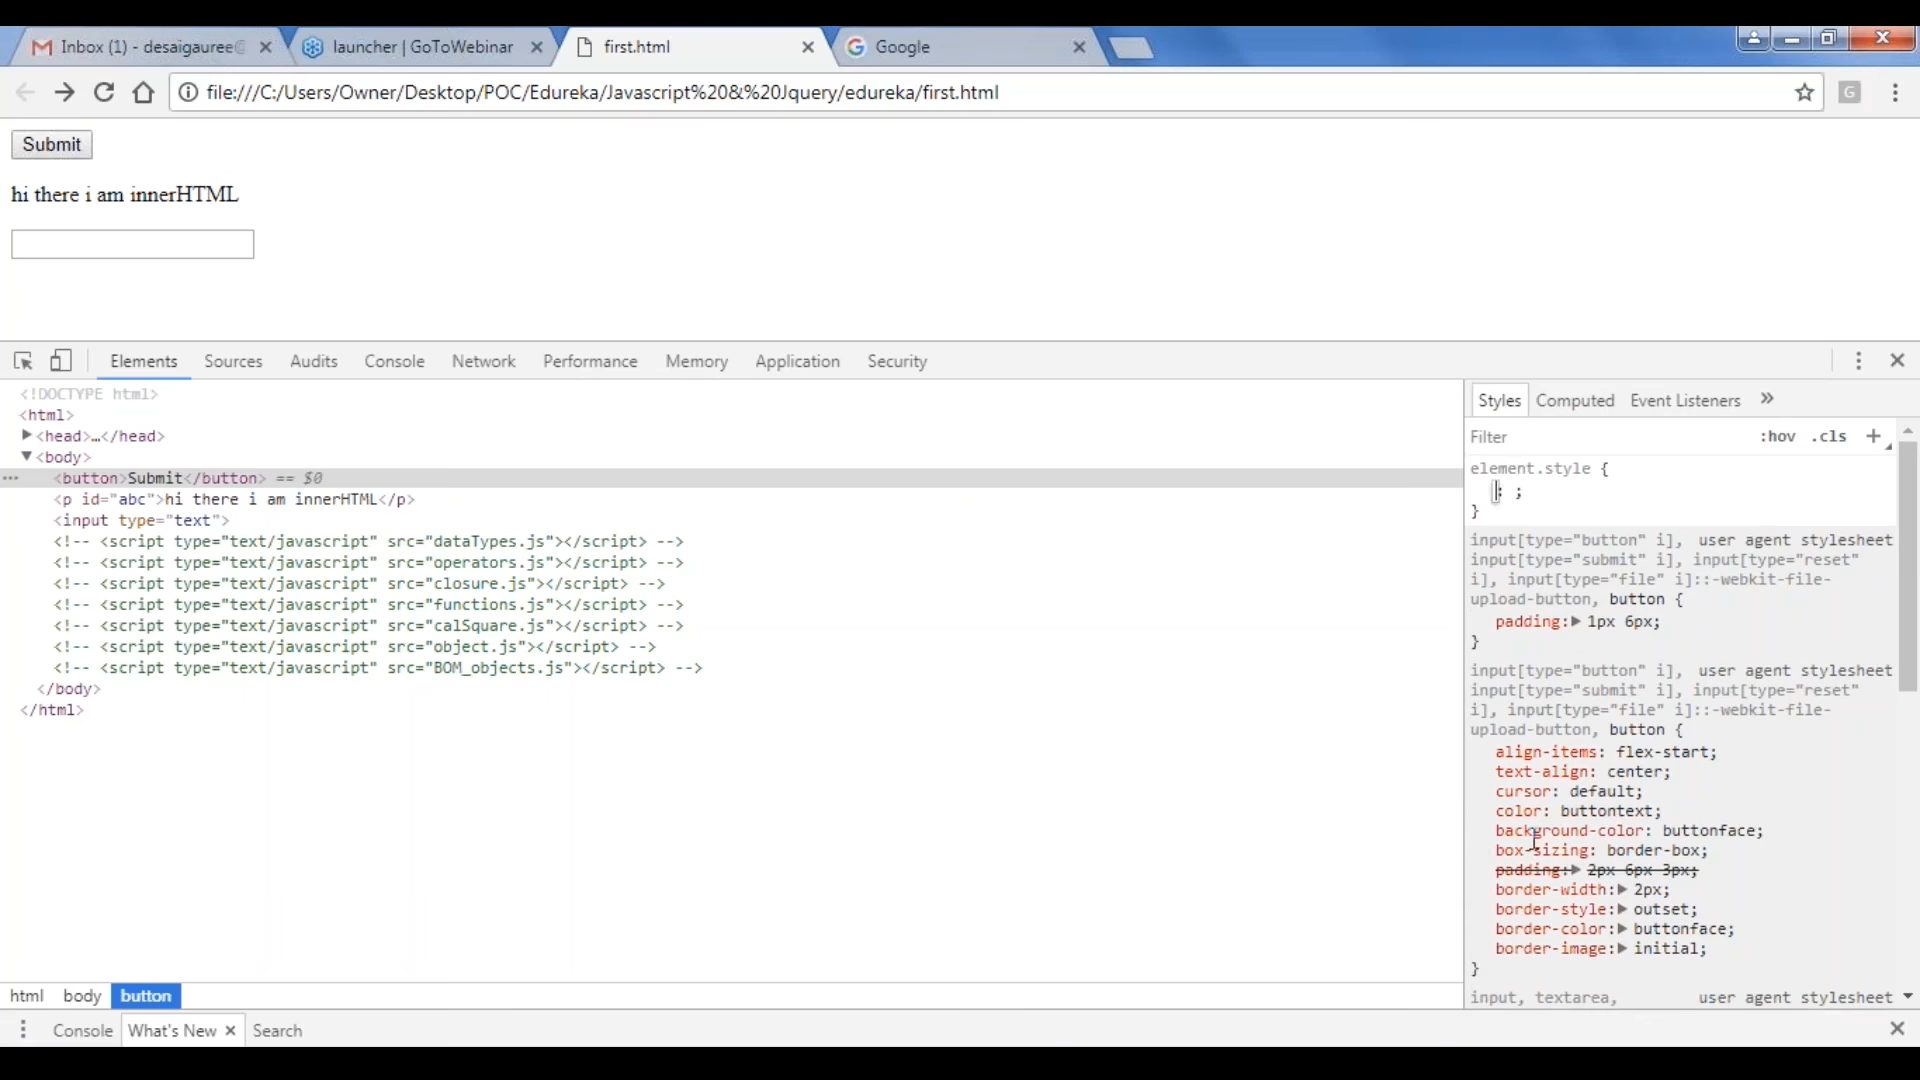 Inbox (1) - desaigauree@
launcher | GoToWebinar
first.html
Google
file:///C:/Users/Owner/Desktop/POC/Edureka/Javascript%20&%20Jquery/edureka/first.html
G
Submit
hi there i am innerHTML
Elements Sources Audits Console Network Performance Memory Application Security
<!DOCTYPE html>
<html>
<head>…</head>
<body>
<button>Submit</button> == $0
<p id="abc">hi there i am innerHTML</p>
<input type="text">
<!-- <script type="text/javascript" src="dataTypes.js"></script> -->
<!-- <script type="text/javascript" src="operators.js"></script> -->
<!-- <script type="text/javascript" src="closure.js"></script> -->
<!-- <script type="text/javascript" src="functions.js"></script> -->
<!-- <script type="text/javascript" src="calSquare.js"></script> -->
<!-- <script type="text/javascript" src="object.js"></script> -->
<!-- <script type="text/javascript" src="BOM_objects.js"></script> -->
</body>
</html>
html body button
Styles Computed Event Listeners »
Filter :hov .cls +
element.style {
: ;
}
input[type="button" i], user agent stylesheet
input[type="submit" i], input[type="reset"
i], input[type="file" i]::-webkit-file-
upload-button, button {
padding: 1px 6px;
}
input[type="button" i], user agent stylesheet
input[type="submit" i], input[type="reset"
i], input[type="file" i]::-webkit-file-
upload-button, button {
align-items: flex-start;
text-align: center;
cursor: default;
color: buttontext;
background-color: buttonface;
box-sizing: border-box;
padding: 2px 6px 3px;
border-width: 2px;
border-style: outset;
border-color: buttonface;
border-image: initial;
}
input, textarea, user agent stylesheet
Console What's New Search